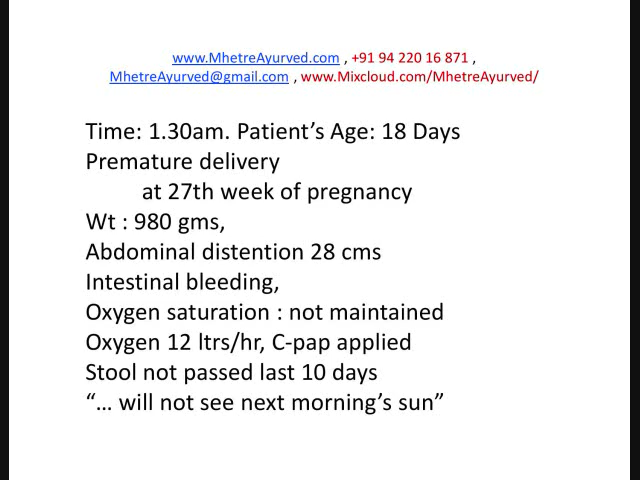 www.MhetreAyurved.com , +91 94 220 16 871 ,
MhetreAyurved@gmail.com , www.Mixcloud.com/MhetreAyurved/
Time: 1.30am. Patient’s Age: 18 Days
Premature delivery
at 27th week of pregnancy
Wt : 980 gms,
Abdominal distention 28 cms
Intestinal bleeding,
Oxygen saturation : not maintained
Oxygen 12 ltrs/hr, C-pap applied
Stool not passed last 10 days
“… will not see next morning’s sun”